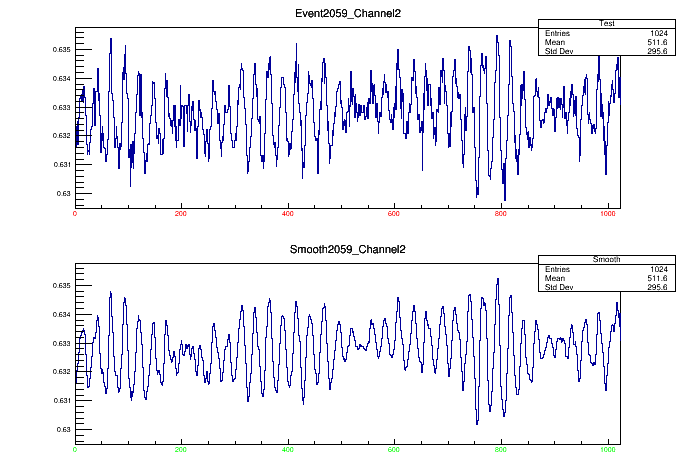 Event2059_Channel2
Test
Entries 1024
Mean 511.6
Std Dev 295.6
0.635
0.634
0.633
0.632
0.631
0.63
0 200 400 600 800 1000
Smooth2059_Channel2
Smooth
Entries 1024
Mean 511.6
Std Dev 295.6
0.635
0.634
0.633
0.632
0.631
0.63
0 200 400 600 800 1000